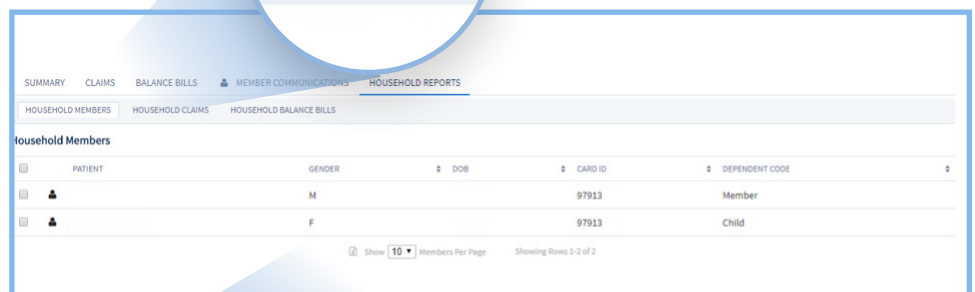 SUMMARY CLAIMS BALANCE BILLS MEMBER COMMUNICATIONS HOUSEHOLD REPORTS
HOUSEHOLD MEMBERS HOUSEHOLD CLAIMS HOUSEHOLD BALANCE BILLS
Household Members
PATIENT GENDER DOB CARD ID DEPENDENT CODE
M 97913 Member
F 97913 Child
Show 10 Members Per Page Showing Rows 1-2 of 2